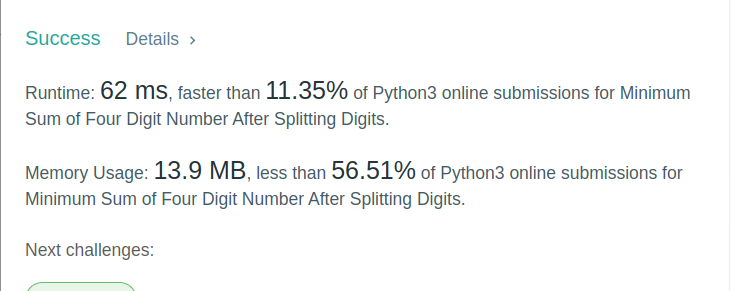 Success Details >
Runtime: 62 ms, faster than 11.35% of Python3 online submissions for Minimum
Sum of Four Digit Number After Splitting Digits.
Memory Usage: 13.9 MB, less than 56.51% of Python3 online submissions for
Minimum Sum of Four Digit Number After Splitting Digits.
Next challenges: